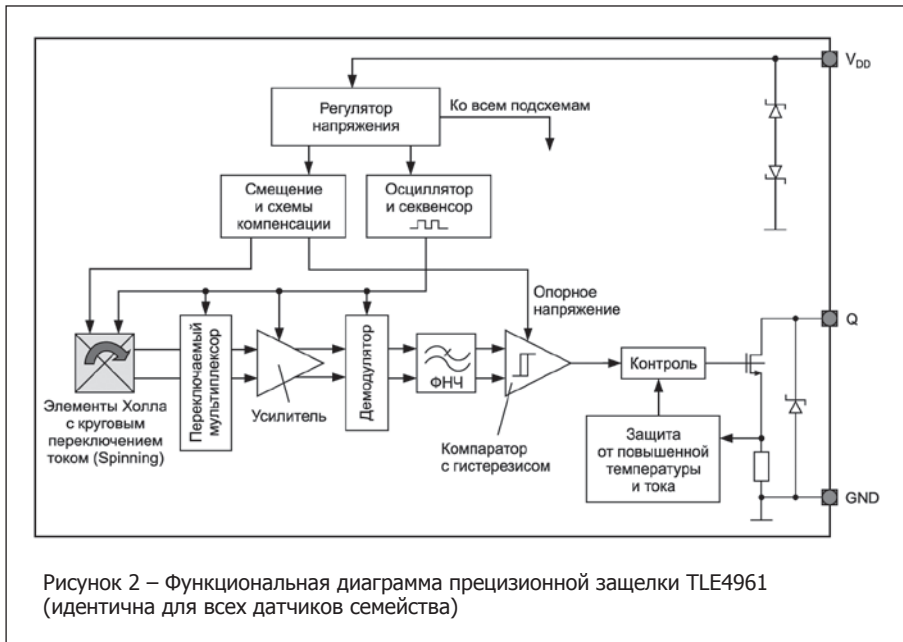 V_DD
Регулятор
напряжения
Ко всем подсхемам
Смещение
и схемы
компенсации
Осциллятор
и секвенсор
Опорное
напряжение
Q
Элементы Холла
с круговым
переключением
током (Spinning)
Переключаемый
мультиплексор
Усилитель
Демодулятор
ФНЧ
Компаратор
с гистерезисом
Контроль
Защита
от повышенной
температуры
и тока
GND
Рисунок 2 – Функциональная диаграмма прецизионной защелки TLE4961
(идентична для всех датчиков семейства)